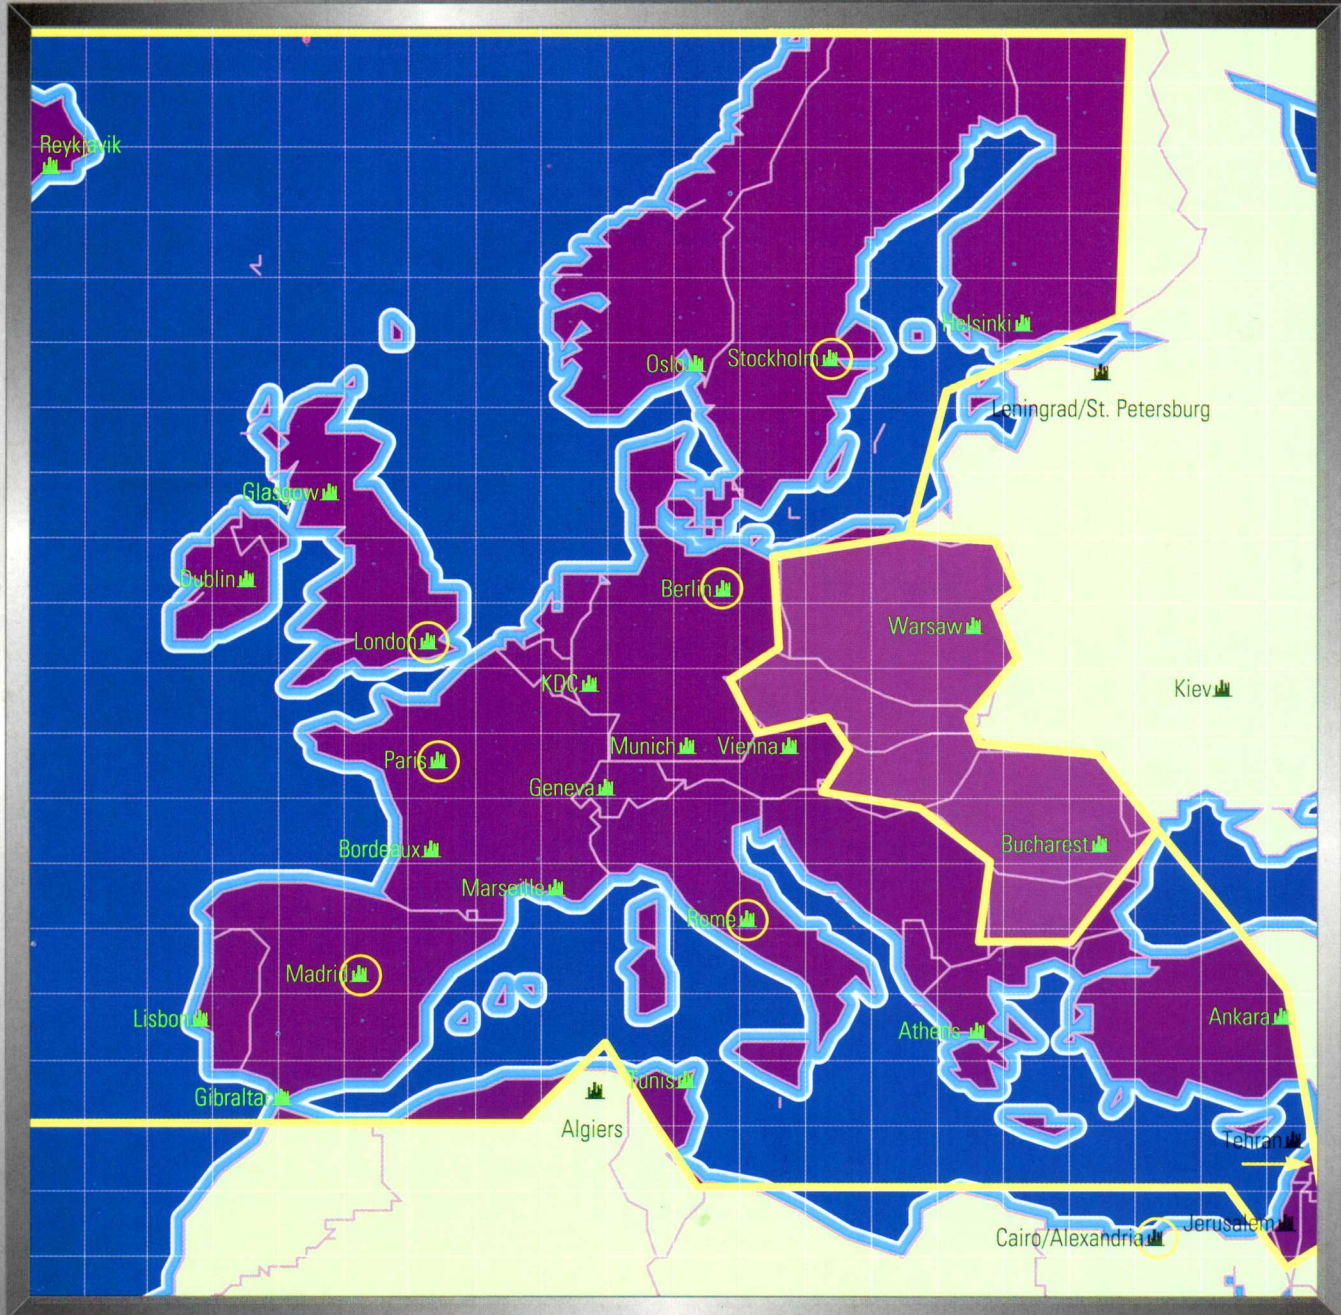 Reykjavik
Helsinki
Oslo
Stockholm
Leningrad/St. Petersburg
Glasgow
Dublin
Berlin
Warsaw
London
KDC
Kiev
Munich
Vienna
Paris
Geneva
Bordeaux
Bucharest
Marseille
Rome
Madrid
Lisbon
Ankara
Athens
Tunis
Gibraltar
Algiers
Tehran
Jerusalem
Cairo/Alexandria